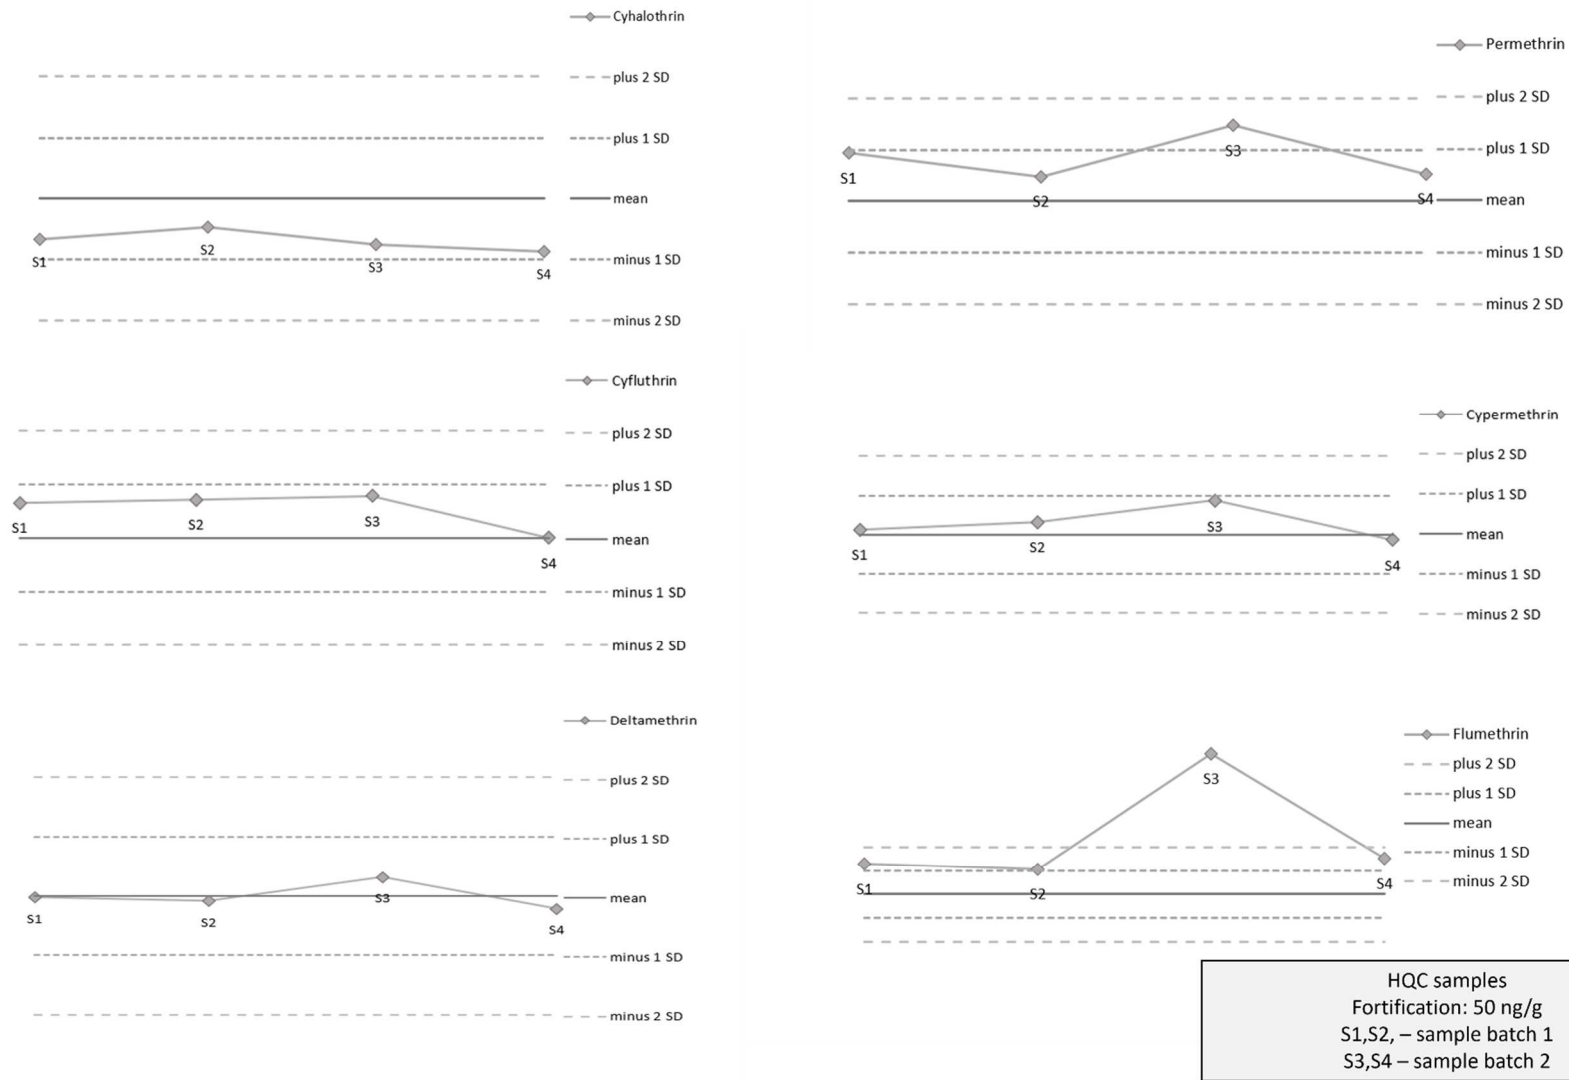 Cyhalothrin
plus 2 SD
plus 1 SD
mean
S1
S2
S3
S4
minus 1 SD
minus 2 SD
Permethrin
plus 2 SD
plus 1 SD
S1
S2
S3
S4
mean
minus 1 SD
minus 2 SD
Cyfluthrin
plus 2 SD
plus 1 SD
S1
S2
S3
S4
mean
minus 1 SD
minus 2 SD
Cypermethrin
plus 2 SD
plus 1 SD
S1
S2
S3
S4
mean
minus 1 SD
minus 2 SD
Deltamethrin
plus 2 SD
plus 1 SD
S1
S2
S3
S4
mean
minus 1 SD
minus 2 SD
Flumethrin
plus 2 SD
plus 1 SD
mean
minus 1 SD
minus 2 SD
S1
S2
S3
S4
HQC samples
Fortification: 50 ng/g
S1,S2, – sample batch 1
S3,S4 – sample batch 2